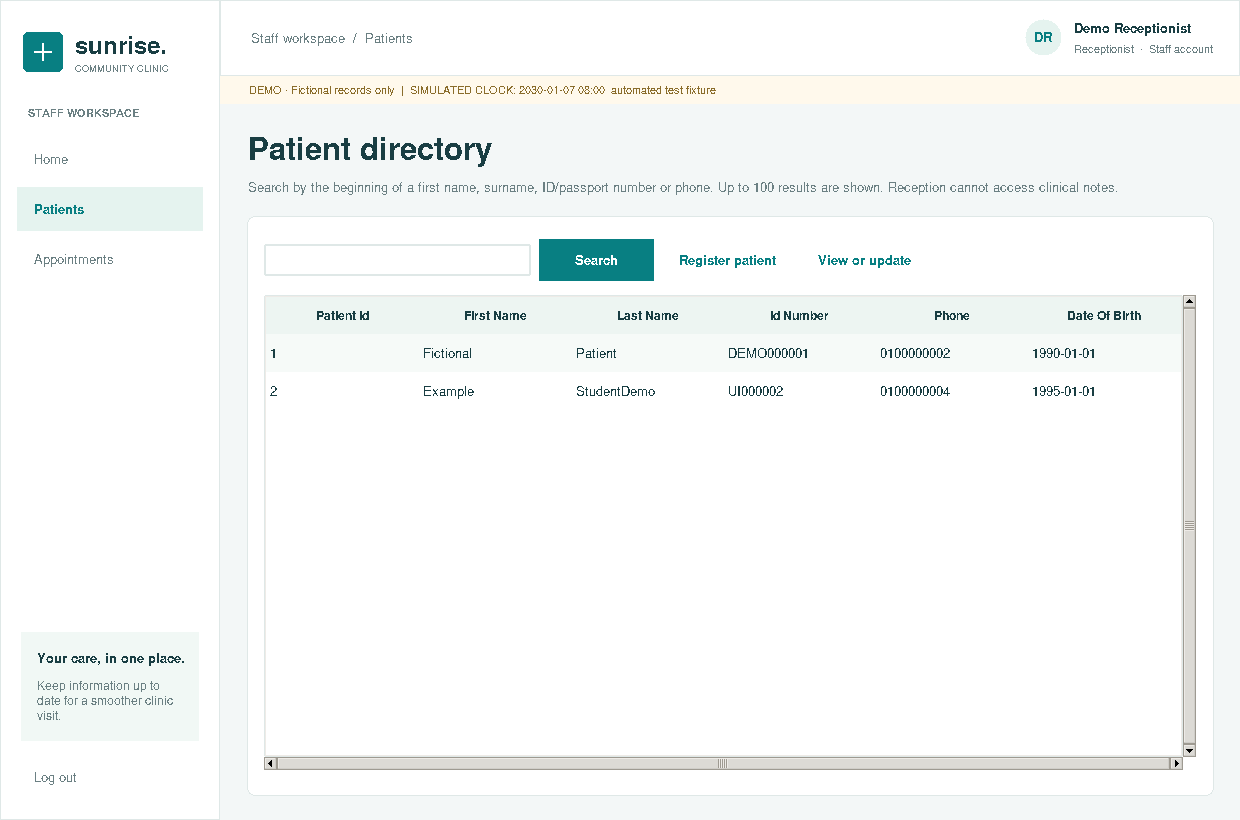 sunrise.
COMMUNITY CLINIC
STAFF WORKSPACE
Home
Patients
Appointments
Your care, in one place.
Keep information up to
date for a smoother clinic
visit.
Log out
Staff workspace / Patients
DR
Demo Receptionist
Receptionist · Staff account
DEMO · Fictional records only | SIMULATED CLOCK: 2030-01-07 08:00 automated test fixture
Patient directory
Search by the beginning of a first name, surname, ID/passport number or phone. Up to 100 results are shown. Reception cannot access clinical notes.
Search Register patient View or update
Patient Id First Name Last Name Id Number Phone Date Of Birth
1 Fictional Patient DEMO000001 0100000002 1990-01-01
2 Example StudentDemo UI000002 0100000004 1995-01-01